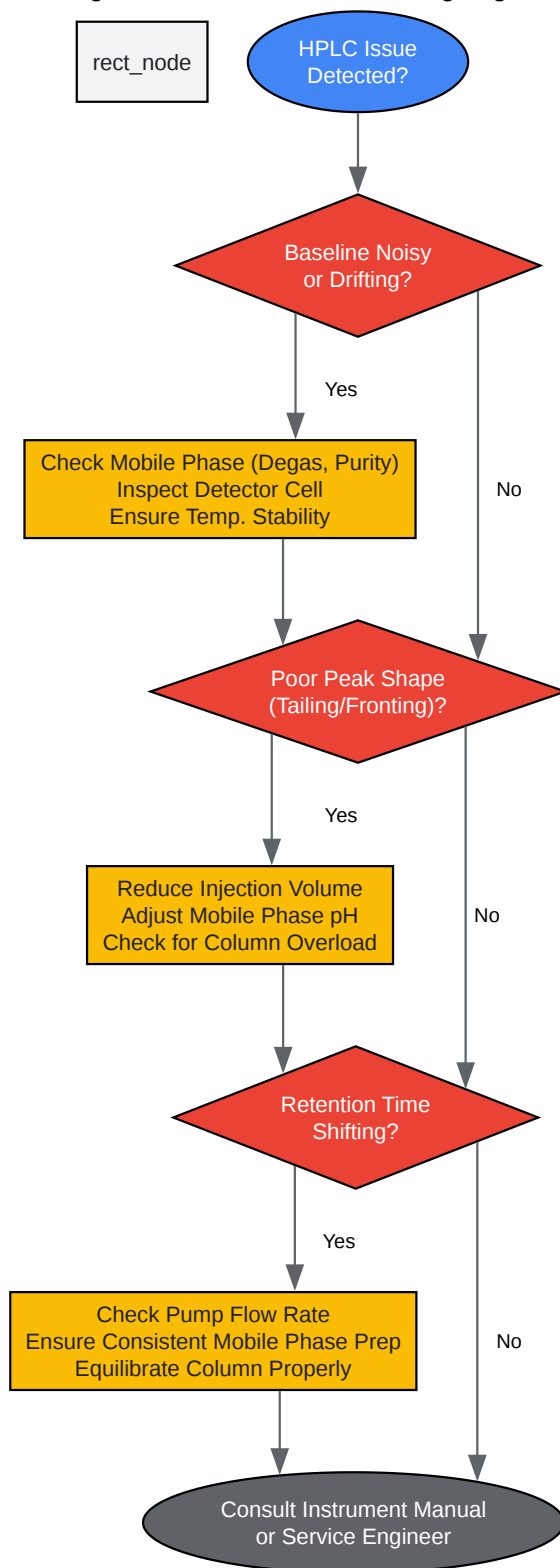 rect_node
HPLC Issue
Detected?
Baseline Noisy
or Drifting?
Yes
Check Mobile Phase (Degas, Purity)
Inspect Detector Cell
Ensure Temp. Stability
No
Poor Peak Shape
(Tailing/Fronting)?
Yes
Reduce Injection Volume
Adjust Mobile Phase pH
Check for Column Overload
No
Retention Time
Shifting?
Yes
Check Pump Flow Rate
Ensure Consistent Mobile Phase Prep
Equilibrate Column Properly
No
Consult Instrument Manual
or Service Engineer